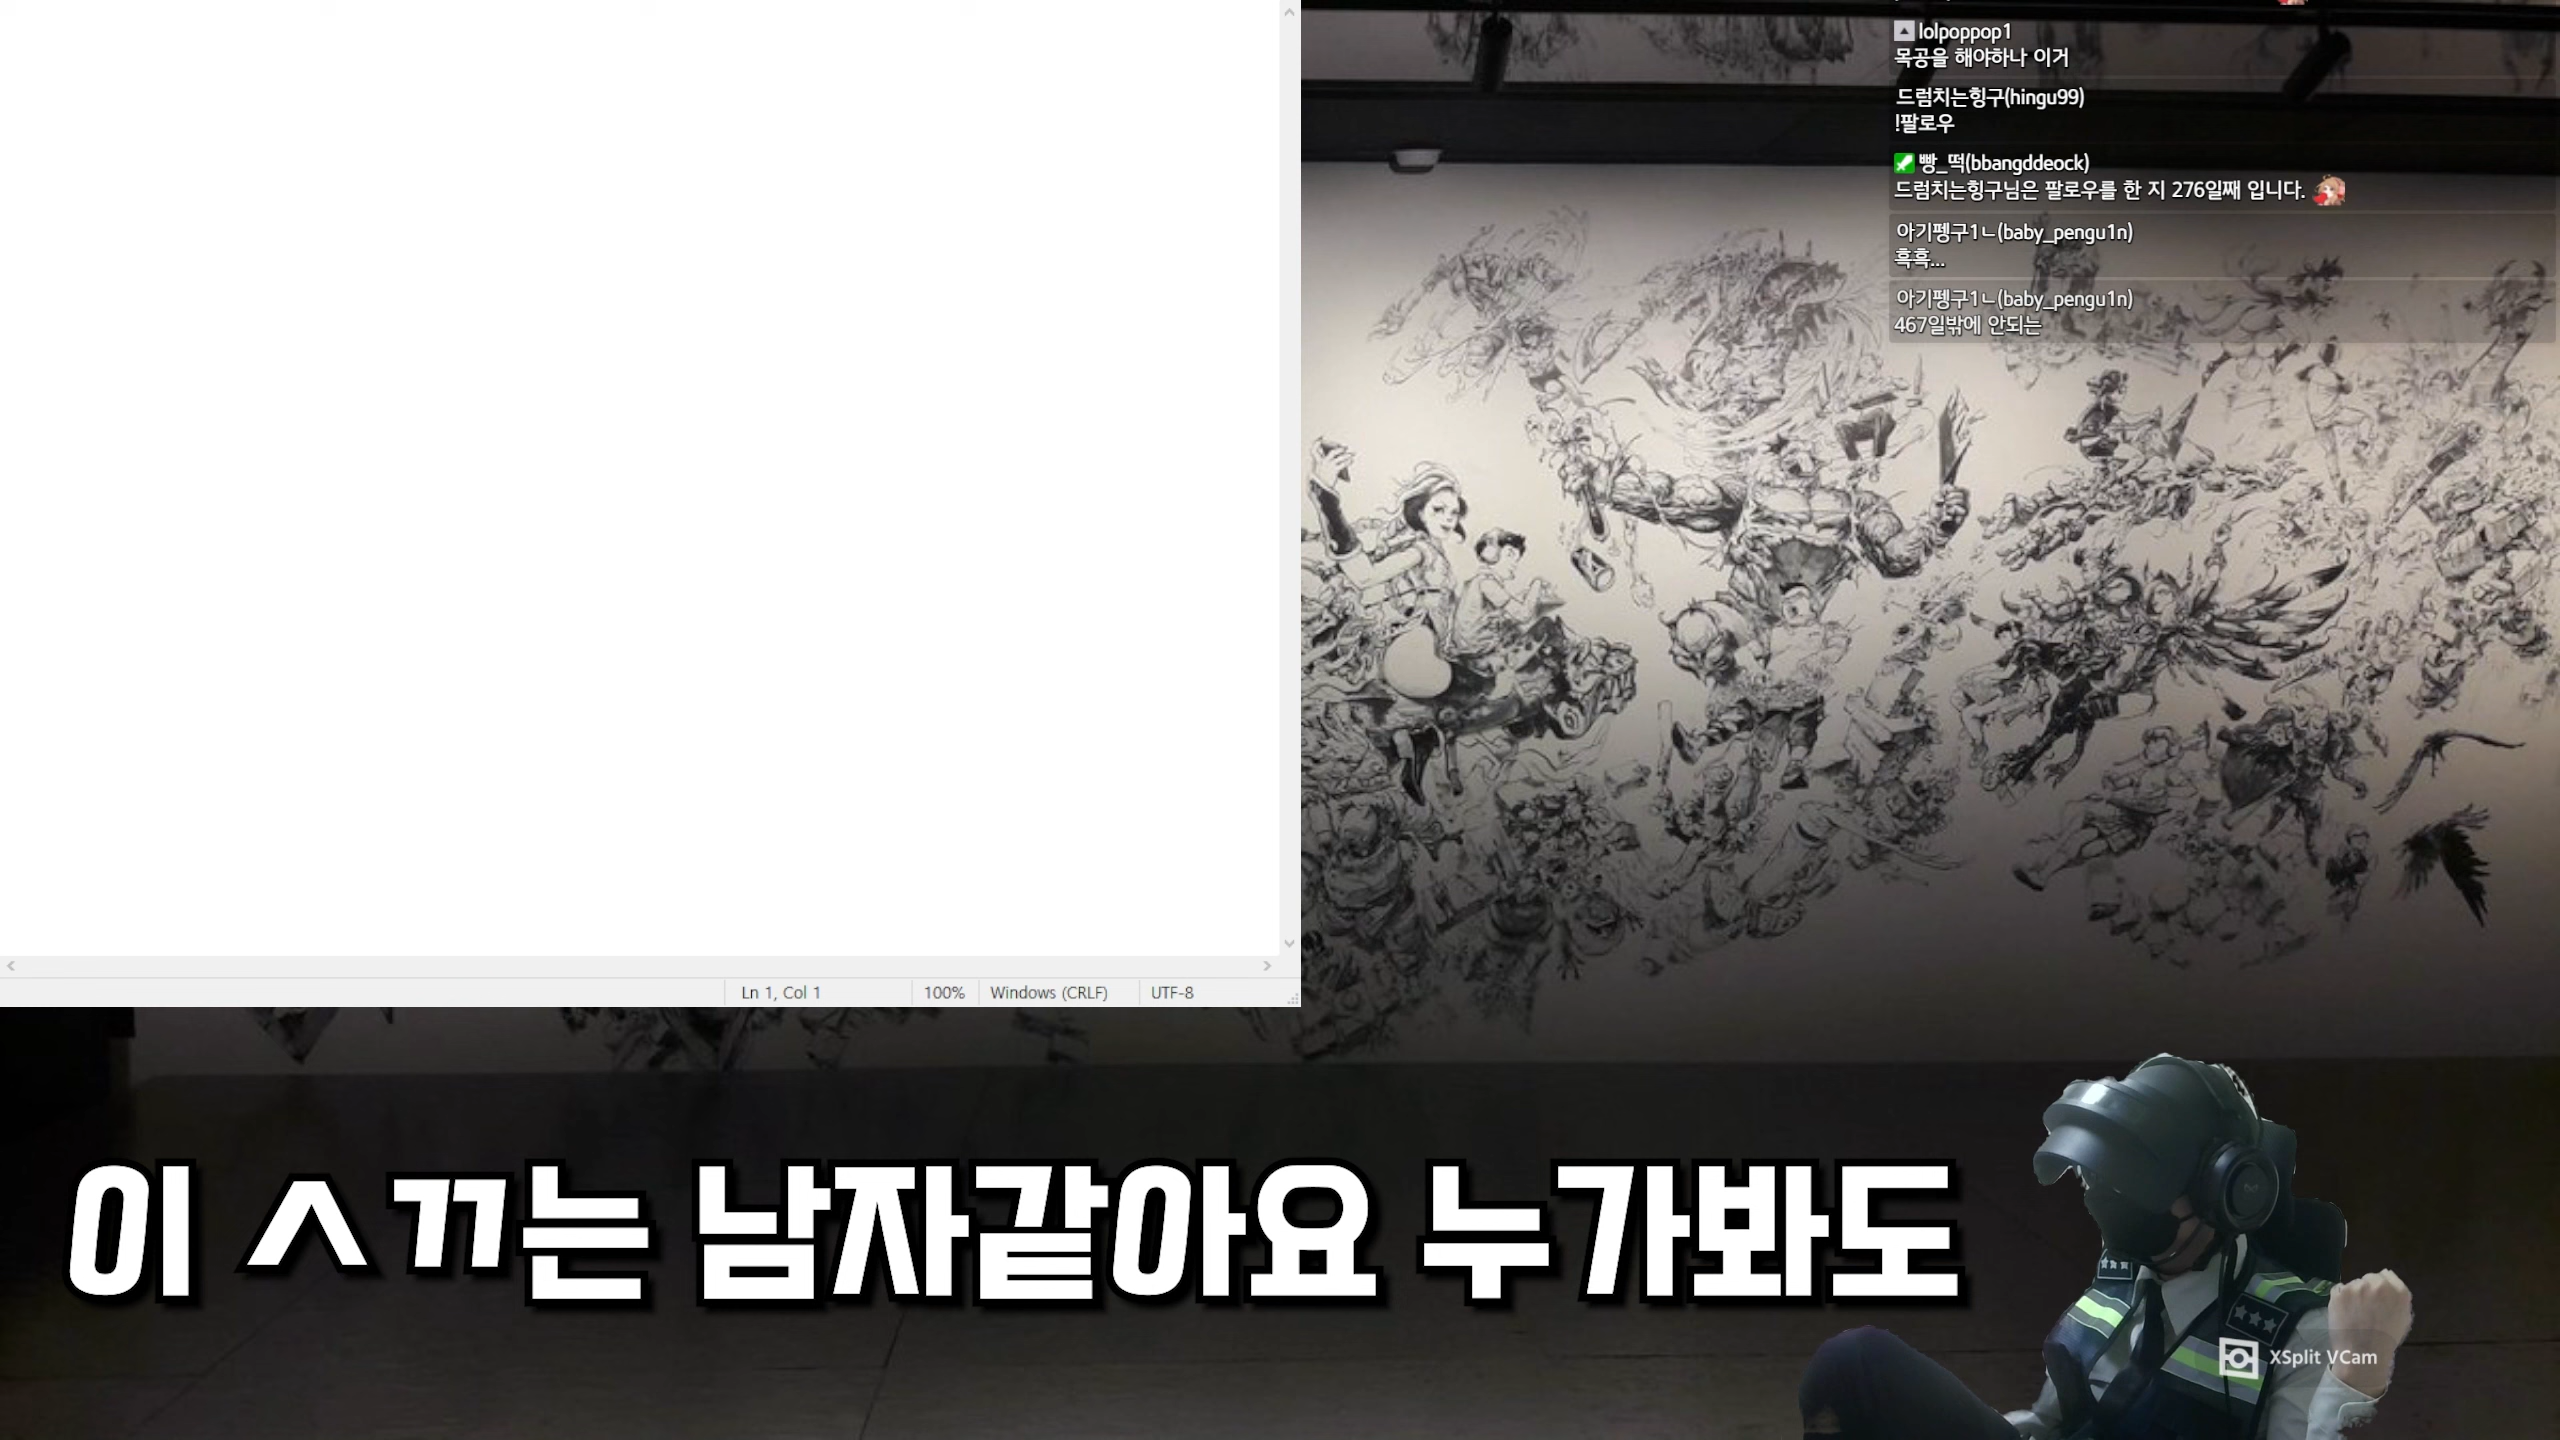 lolpoppop1
목공을 해야하나 이거
드럼치는힝구(hingu99)
!팔로우
빵_떡(bbangddeock)
드럼치는힝구님은 팔로우를 한 지 276일째 입니다.
아기펭구1ㄴ(baby_pengu1n)
흑흑...
아기펭구1ㄴ(baby_pengu1n)
467일밖에 안되는
Ln 1, Col 1
100%
Windows (CRLF)
UTF-8
이 ㅅㄲ는 남자같아요 누가봐도
XSplit VCam